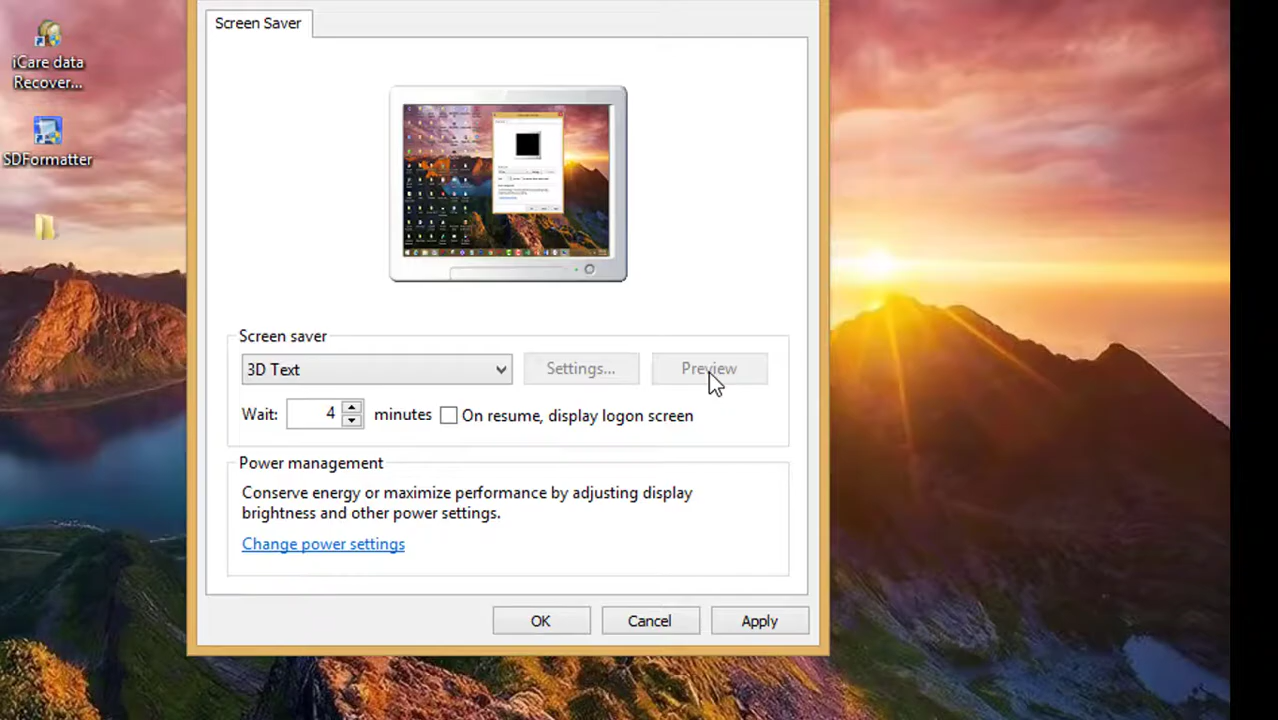 Screen Saver
iCare data
Recover...
SDFormatter
Screen saver
3D Text
Settings...
Preview
Wait:
4
minutes
On resume, display logon screen
Power management
Conserve energy or maximize performance by adjusting display
brightness and other power settings.
Change power settings
OK
Cancel
Apply